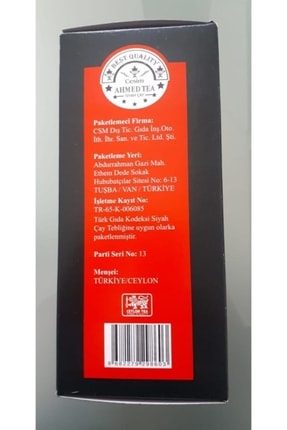 BEST QUALITY
Cesim
AHMED TEA
Paketlemeci Firma:
CSM Dış Tic. Gıda İnş.Oto.
İth. İhr. San. ve Tic. Ltd. Şti.
Paketleme Yeri:
Abdurrahman Gazi Mah.
Ethem Dede Sokak
Hububatçılar Sitesi No: 6-13
TUŞBA / VAN / TÜRKİYE
İşletme Kayıt No:
TR-65-K-006085
Türk Gıda Kodeksi Siyah
Çay Tebliğine uygun olarka
paketlenmiştir.
Parti Seri No: 13
Menşei:
TÜRKİYE/CEYLON
CEYLON TEA